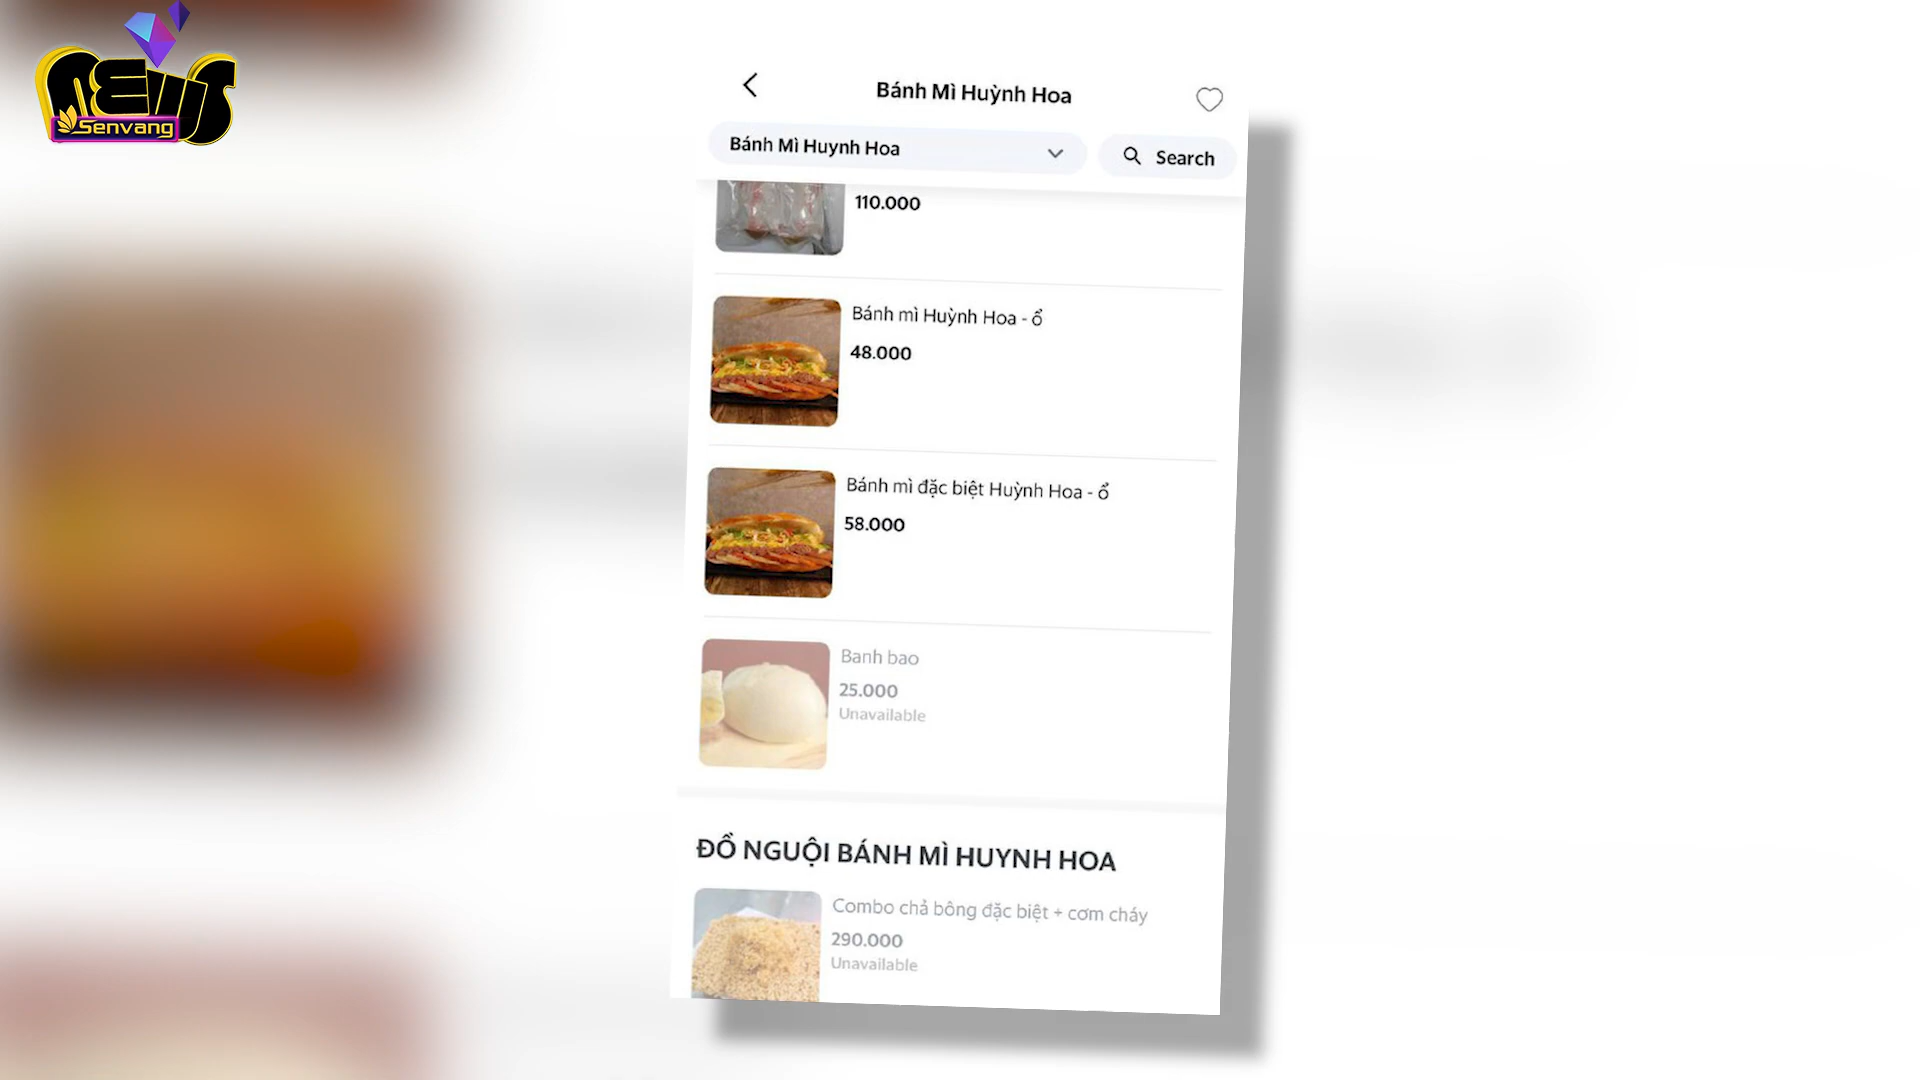 NEWS
Senvang
Bánh Mì Huỳnh Hoa
Bánh Mì Huynh Hoa
Search
110.000
Bánh mì Huỳnh Hoa - ổ
48.000
Bánh mì đặc biệt Huỳnh Hoa - ổ
58.000
Banh bao
25.000
Unavailable
ĐỒ NGUỘI BÁNH MÌ HUYNH HOA
Combo chả bông đặc biệt + cơm cháy
290.000
Unavailable